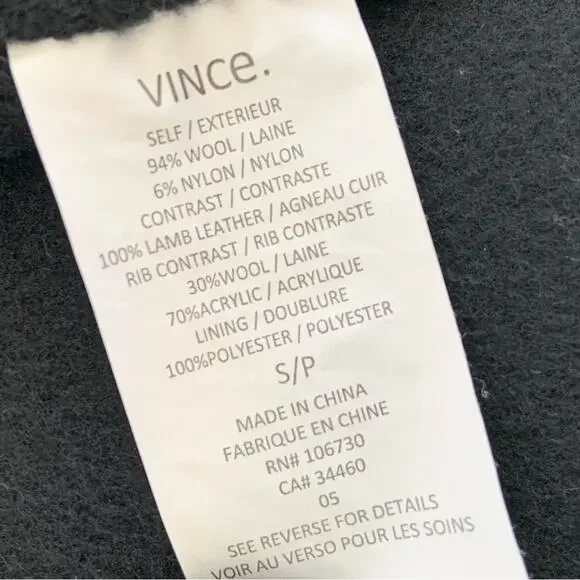 VINCe.
SELF / EXTERIEUR
94% WOOL / LAINE
6% NYLON / NYLON
CONTRAST / CONTRASTE
100% LAMB LEATHER / AGNEAU CUIR
RIB CONTRAST / RIB CONTRASTE
30%WOOL / LAINE
70%ACRYLIC / ACRYLIQUE
LINING / DOUBLURE
100%POLYESTER / POLYESTER
S/P
MADE IN CHINA
FABRIQUE EN CHINE
RN# 106730
CA# 34460
05
SEE REVERSE FOR DETAILS
VOIR AU VERSO POUR LES SOINS